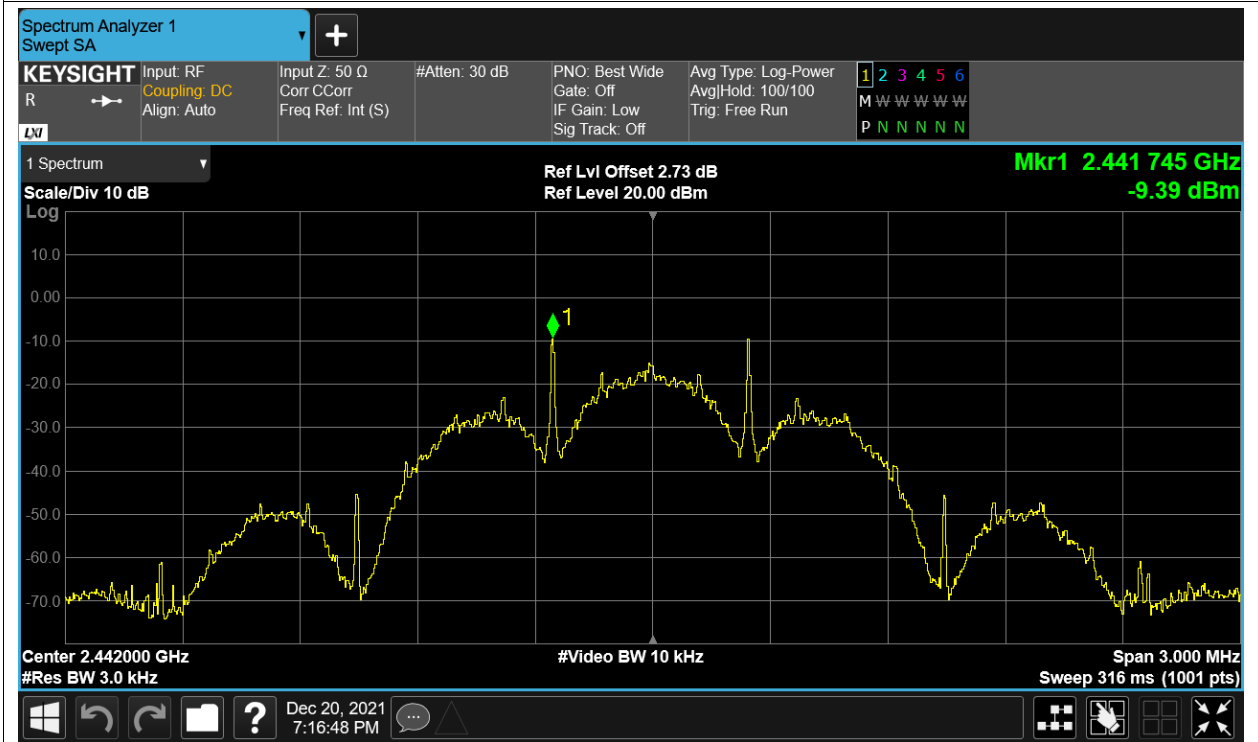 Spectrum Analyzer 1
Swept SA
KEYSIGHT
R
LXI
Input: RF
Coupling: DC
Align: Auto
Input Z: 50 Ω
Corr CCorr
Freq Ref: Int (S)
#Atten: 30 dB
PNO: Best Wide
Gate: Off
IF Gain: Low
Sig Track: Off
Avg Type: Log-Power
Avg|Hold: 100/100
Trig: Free Run
1 2 3 4 5 6
M W W W W W
P N N N N N
1 Spectrum
Scale/Div 10 dB
Log
Ref Lvl Offset 2.73 dB
Ref Level 20.00 dBm
Mkr1 2.441 745 GHz
-9.39 dBm
10.0
0.00
-10.0
-20.0
-30.0
-40.0
-50.0
-60.0
-70.0
1
Center 2.442000 GHz
#Res BW 3.0 kHz
#Video BW 10 kHz
Span 3.000 MHz
Sweep 316 ms (1001 pts)
?
Dec 20, 2021
7:16:48 PM